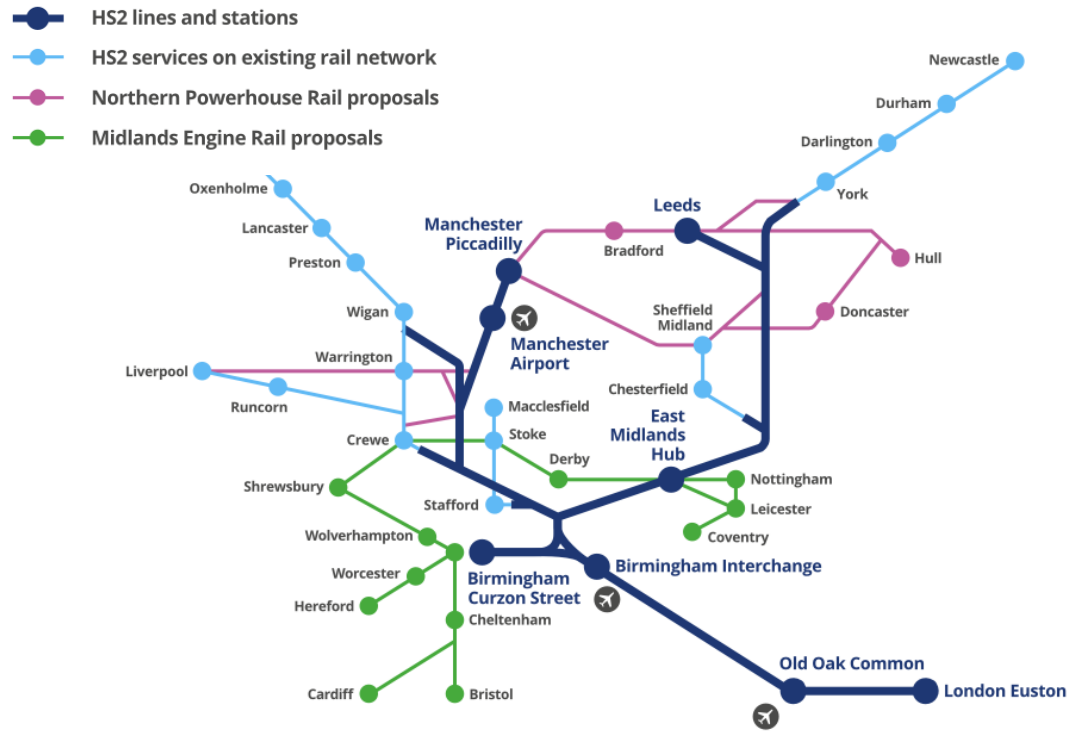 HS2 lines and stations
HS2 services on existing rail network
Northern Powerhouse Rail proposals
Midlands Engine Rail proposals
Newcastle
Durham
Darlington
York
Oxenholme
Lancaster
Preston
Wigan
Warrington
Liverpool
Runcorn
Crewe
Manchester
Piccadilly
Manchester
Airport
Leeds
Bradford
Hull
Doncaster
Sheffield
Midland
Chesterfield
East
Midlands
Hub
Macclesfield
Stoke
Derby
Nottingham
Leicester
Coventry
Stafford
Shrewsbury
Wolverhampton
Worcester
Hereford
Cheltenham
Cardiff
Bristol
Birmingham
Curzon Street
Birmingham Interchange
Old Oak Common
London Euston